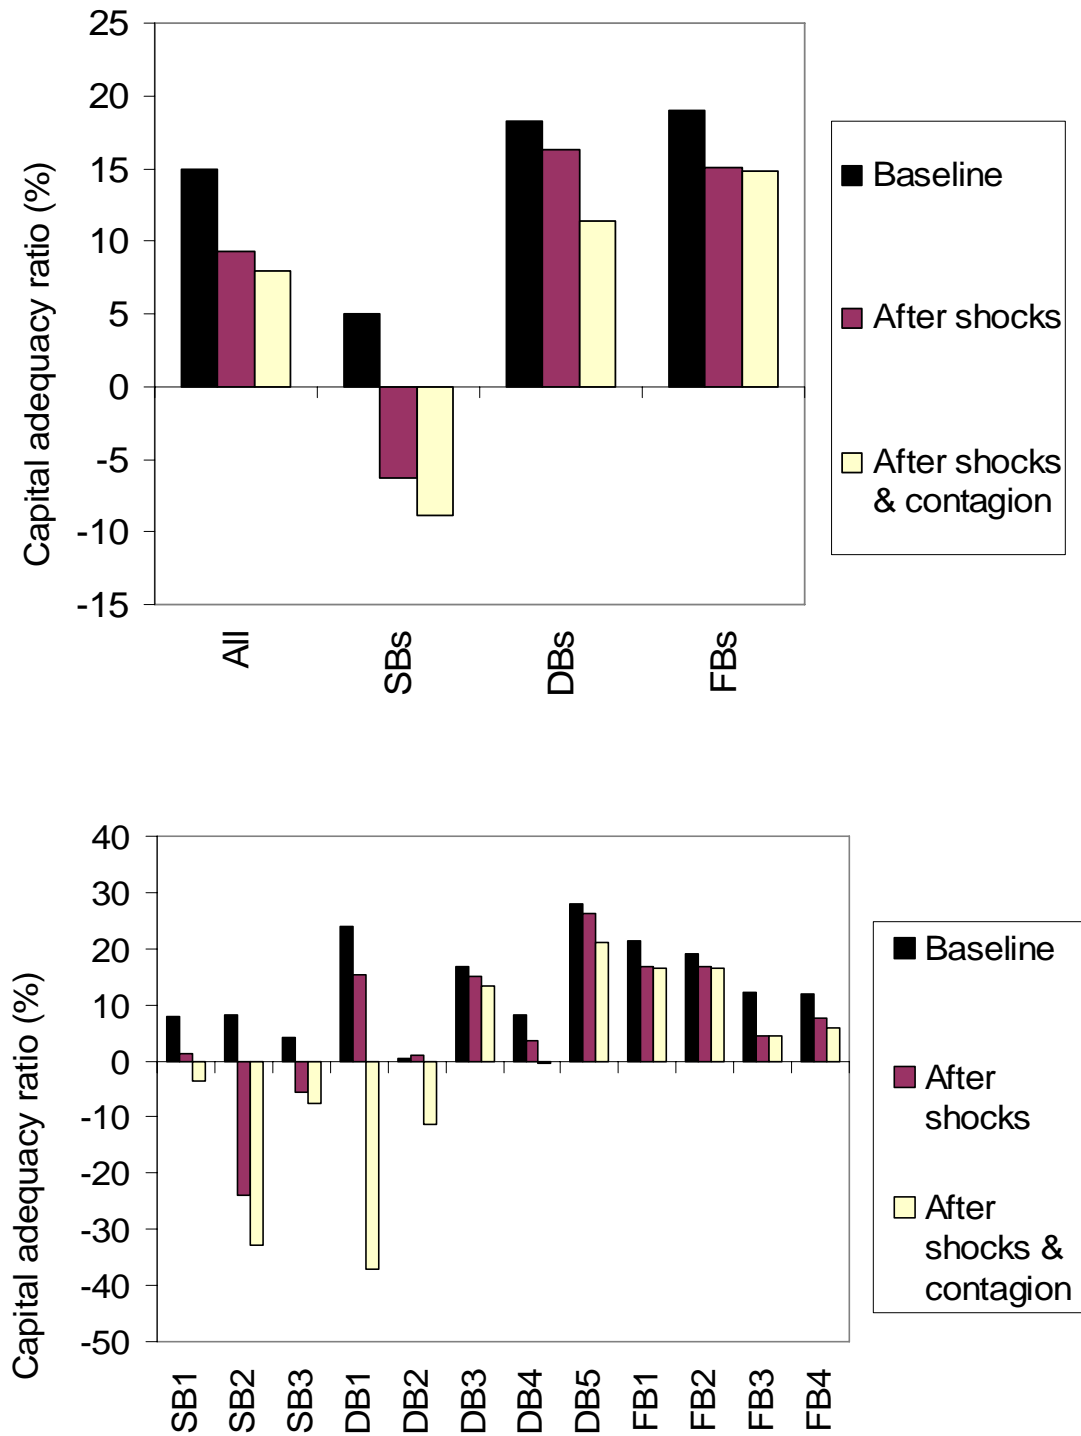 25
20
15
10
5
0
-5
-10
-15
Capital adequacy ratio (%)
All
SBs
DBs
FBs
Baseline
After shocks
After shocks
& contagion
40
30
20
10
0
-10
-20
-30
-40
-50
Capital adequacy ratio (%)
SB1
SB2
SB3
DB1
DB2
DB3
DB4
DB5
FB1
FB2
FB3
FB4
Baseline
After
shocks
After
shocks &
contagion